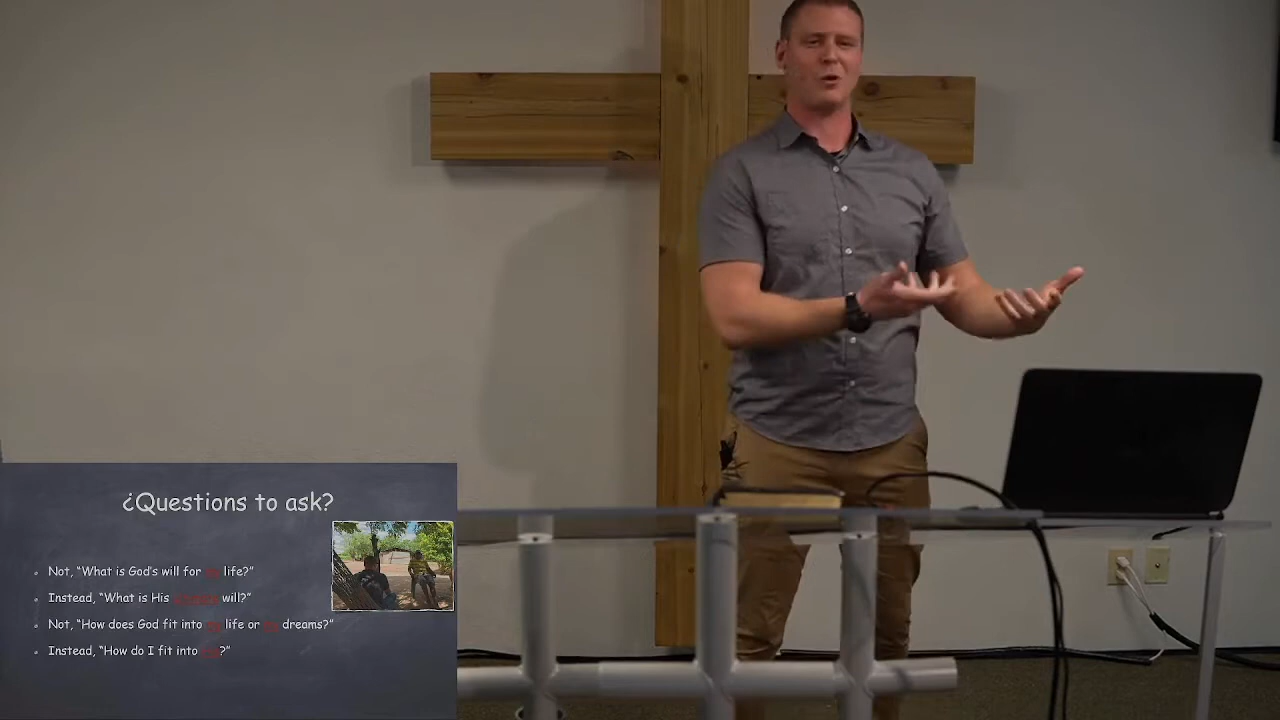 ¿Questions to ask?
Not, “What is God's will for life?”
Instead, “What is His will?”
Not, “How does God fit into life or dreams?”
Instead, “How do I fit into ?”